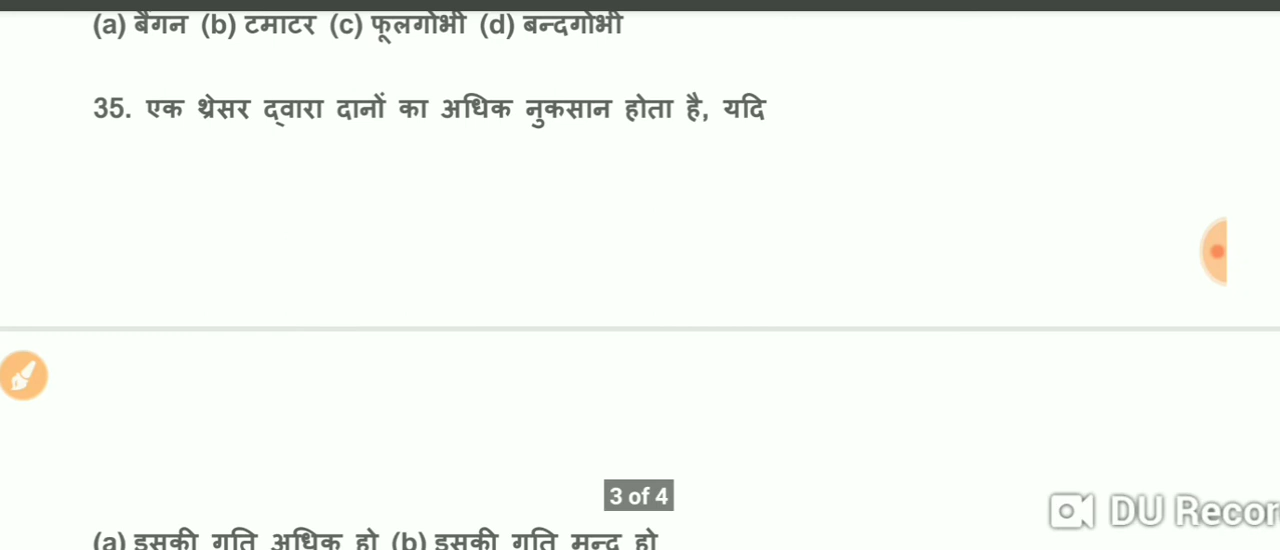 (a) बैंगन (b) टमाटर (c) फूलगोभी (d) बन्दगोभी
35. एक थ्रेसर द्वारा दानों का अधिक नुकसान होता है, यदि
3 of 4
DU Recor
(a) इसकी गति अधिक हो (b) इसकी गति मन्द हो